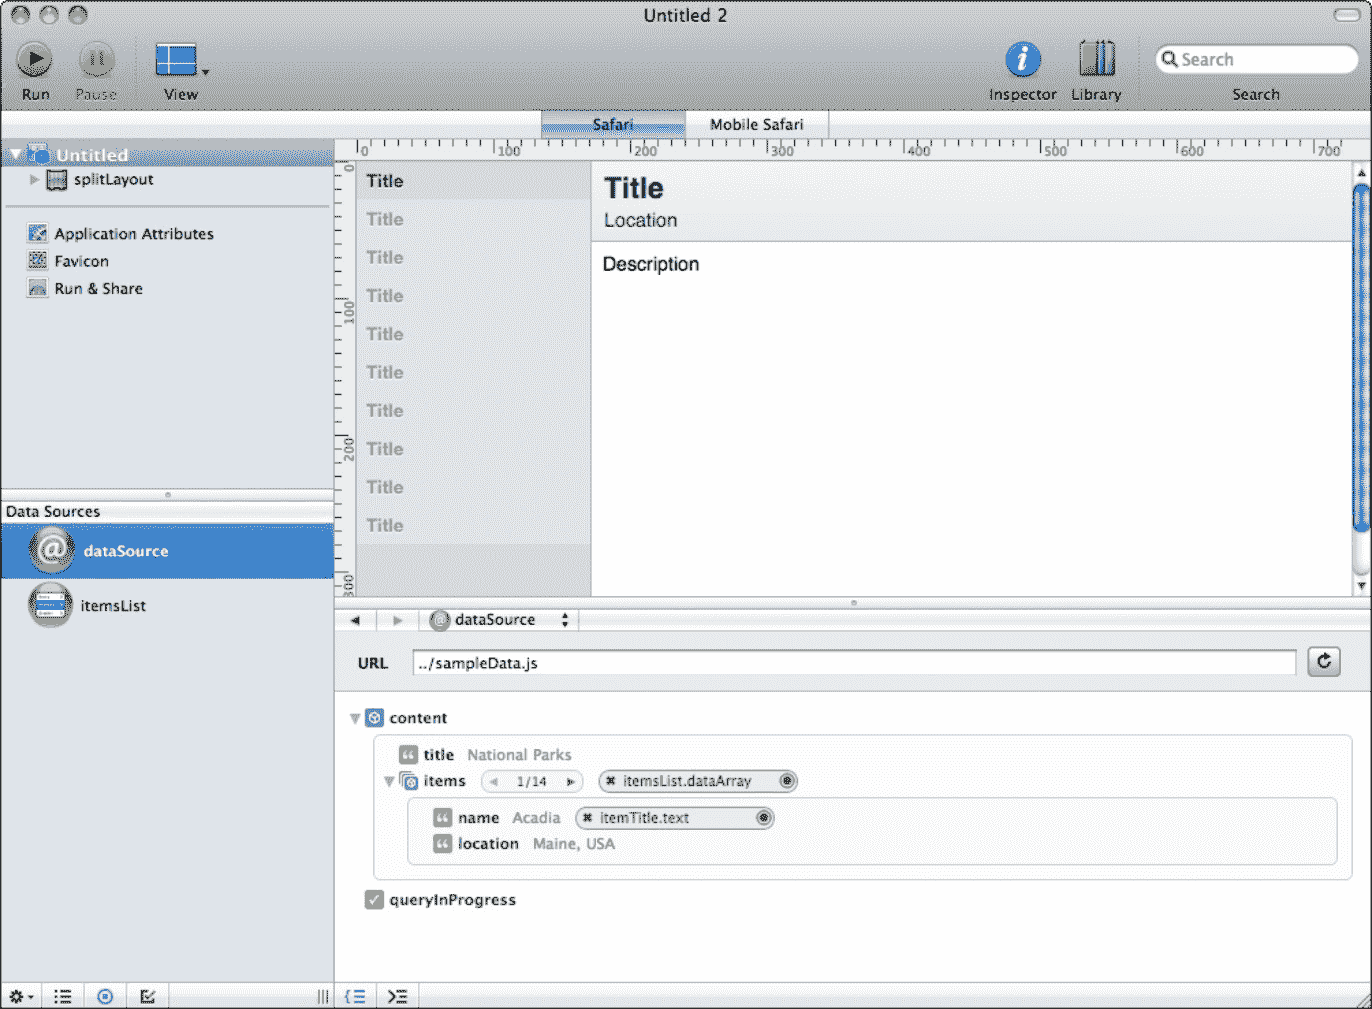 Untitled 2
Run Pause View Inspector Library Search
Search
Safari Mobile Safari
Untitled
splitLayout
Application Attributes
Favicon
Run & Share
0 100 200 300 400 500 600 700
0
100
200
300
Title
Title
Title
Title
Title
Title
Title
Title
Title
Title
Title
Location
Description
Data Sources
dataSource
itemsList
dataSource
URL ../sampleData.js
content
title National Parks
items 1/14 itemsList.dataArray
name Acadia itemTitle.text
location Maine, USA
queryInProgress